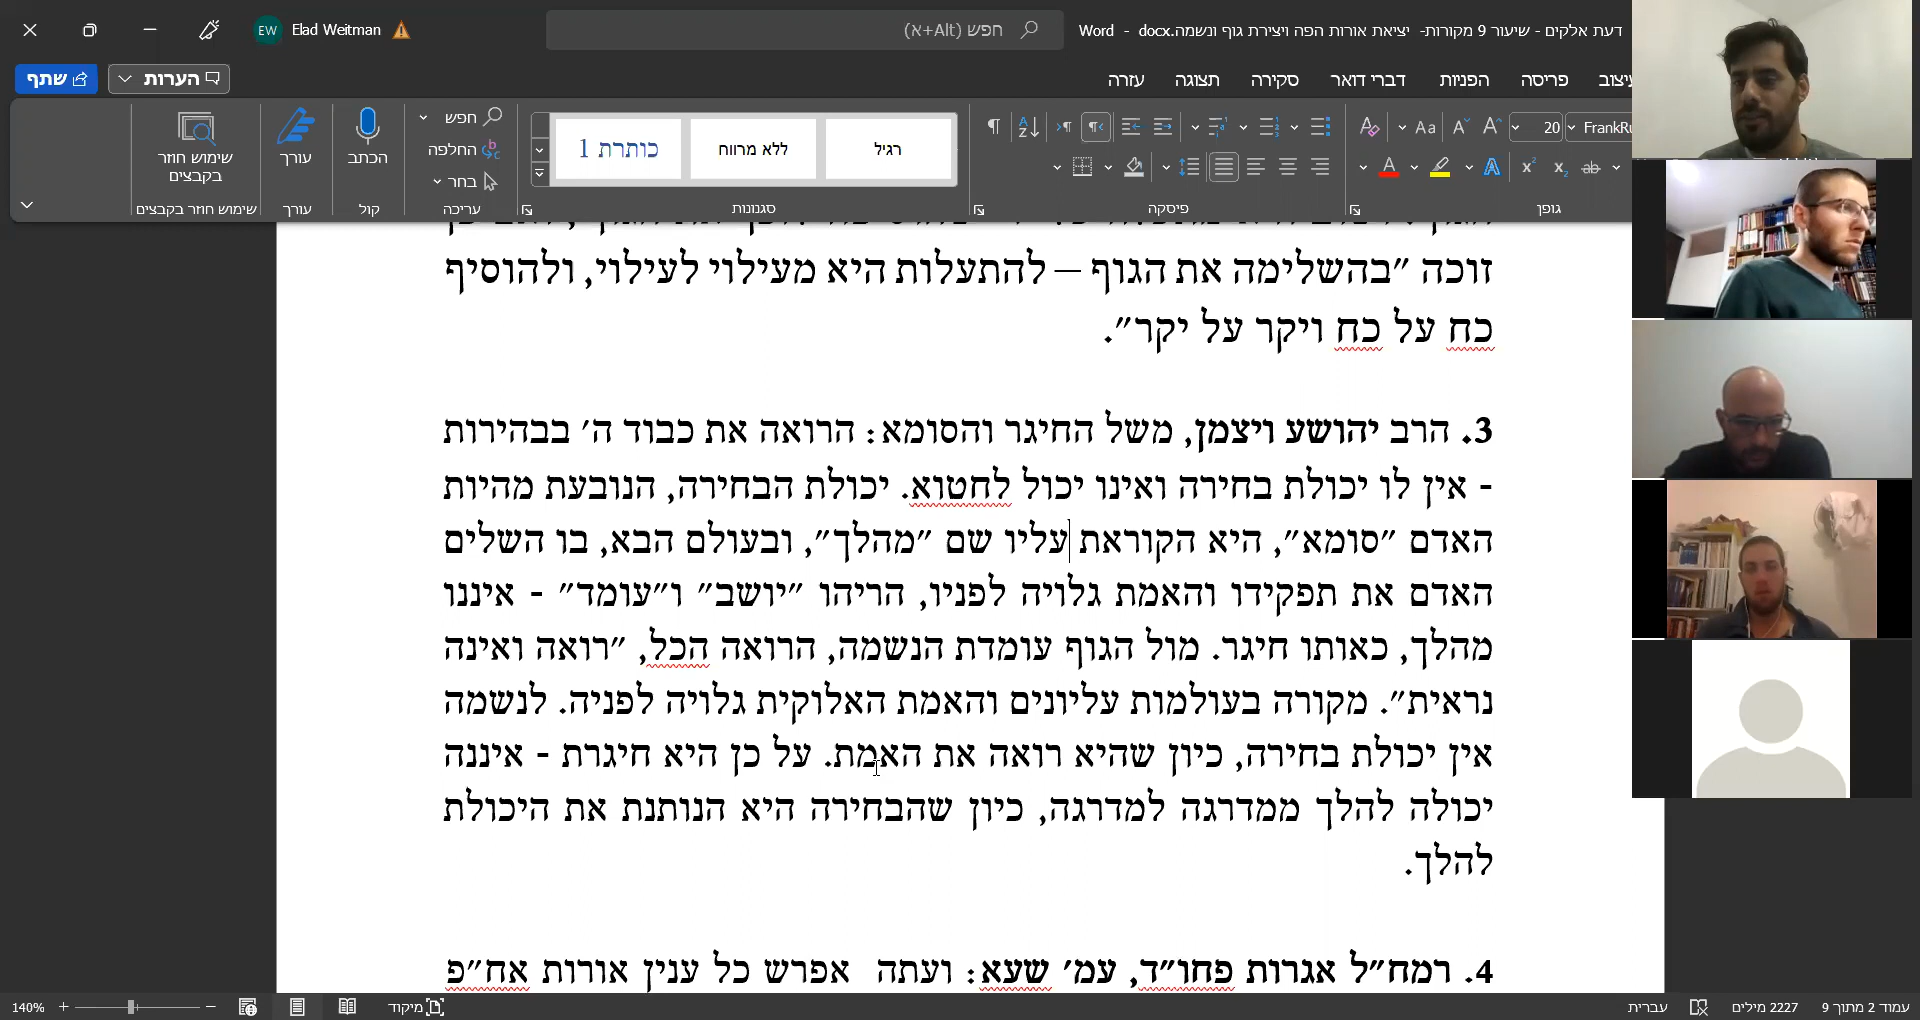 דעת אלקים - שיעור 9 מקורות- יציאת אורות הפה ויצירת גוף ונשמה.docx - Word
חפש (Alt+א)
Elad Weitman
EW
פריסה
הפניות
דברי דואר
סקירה
תצוגה
עזרה
הערות
שתף
20
Aa
גופן
פיסקה
רגיל
ללא מרווח
כותרת 1
סגנונות
חפש
החלפה
בחר
עריכה
הכתב
קול
עורך
עורך
שימוש חוזר
בקבצים
שימוש חוזר בקבצים
זוכה "בהשלימה את הגוף – להתעלות היא מעילוי לעילוי, ולהוסיף
כח על כח ויקר על יקר".
3. הרב יהושע ויצמן, משל החיגר והסומא: הרואה את כבוד ה' בבהירות
- אין לו יכולת בחירה ואינו יכול לחטוא. יכולת הבחירה, הנובעת מהיות
האדם "סומא", היא הקוראת עליו שם "מהלך", ובעולם הבא, בו השלים
האדם את תפקידו והאמת גלויה לפניו, הריהו "יושב" ו"עומד" - איננו
מהלך, כאותו חיגר. מול הגוף עומדת הנשמה, הרואה הכל, "רואה ואינה
נראית". מקורה בעולמות עליונים והאמת האלוקית גלויה לפניה. לנשמה
אין יכולת בחירה, כיון שהיא רואה את האמת. על כן היא חיגרת - איננה
יכולה להלך ממדרגה למדרגה, כיון שהבחירה היא הנותנת את היכולת
להלך.
4. רמח"ל אגרות פחו"ד, עמ' שעא: ועתה אפרש כל ענין אורות אח"פ
עמוד 2 מתוך 9
2227 מילים
עברית
מיקוד
140%